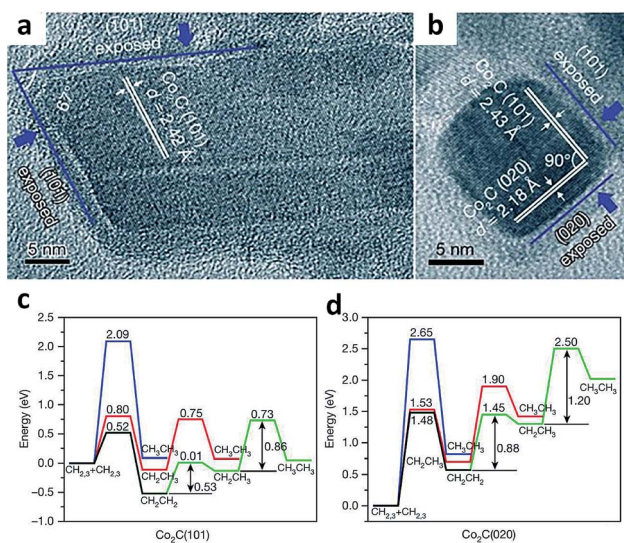 a
(101)
exposed
67°
Co₂C (101)
d = 2.42 Å
(1̄01)
exposed
5 nm
b
(101)
exposed
Co₂C (101)
d = 2.43 Å
90°
Co₂C (020)
d = 2.18 Å
(020)
exposed
5 nm
c
Energy (eV)
2.5
2.0
1.5
1.0
0.5
0.0
−0.5
−1.0
2.09
0.80
0.75
0.73
0.52
CH₃CH₃
0.01
CH₃CH₃
0.86
CH₂,₃+CH₂,₃
CH₂CH₃
CH₂CH₃
CH₃CH₃
0.53
CH₂CH₂
Co₂C(101)
d
Energy (eV)
3.0
2.5
2.0
1.5
1.0
0.5
0.0
2.65
2.50
1.90
CH₃CH₃
1.53
1.48
1.45
1.20
CH₃CH₃
CH₃CH₃
CH₂CH₃
CH₂CH₃
0.88
CH₂CH₂
CH₂,₃+CH₂,₃
Co₂C(020)